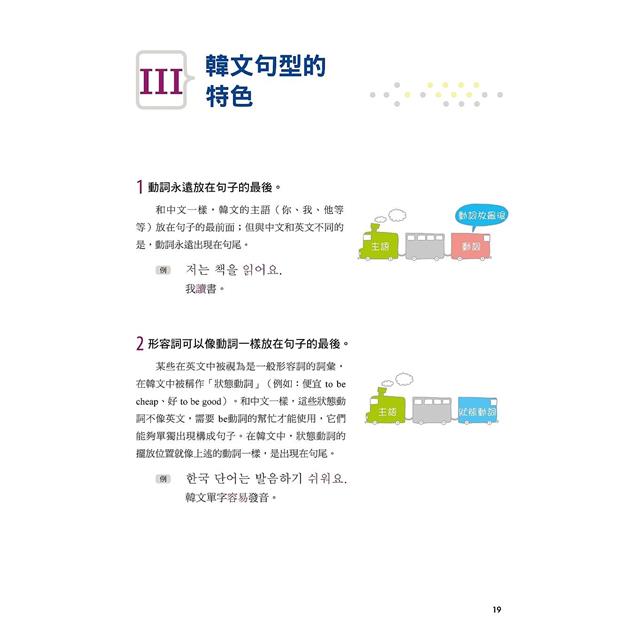 III
韓文句型的
特色
1 動詞永遠放在句子的最後。
和中文一樣，韓文的主語（你、我、他等
等）放在句子的最前面；但與中文和英文不同的
是，動詞永遠出現在句尾。
例 저는 책을 읽어요.
我讀書。
動詞放最後
主語
動詞
2 形容詞可以像動詞一樣放在句子的最後。
某些在英文中被視為是一般形容詞的詞彙，
在韓文中被稱作「狀態動詞」（例如：便宜 to be
cheap、好 to be good）。和中文一樣，這些狀態動
詞不像英文，需要 be動詞的幫忙才能使用，它們
能夠單獨出現構成句子。在韓文中，狀態動詞的
擺放位置就像上述的動詞一樣，是出現在句尾。
例 한국 단어는 발음하기 쉬워요.
韓文單字容易發音。
主語
狀態動詞
19